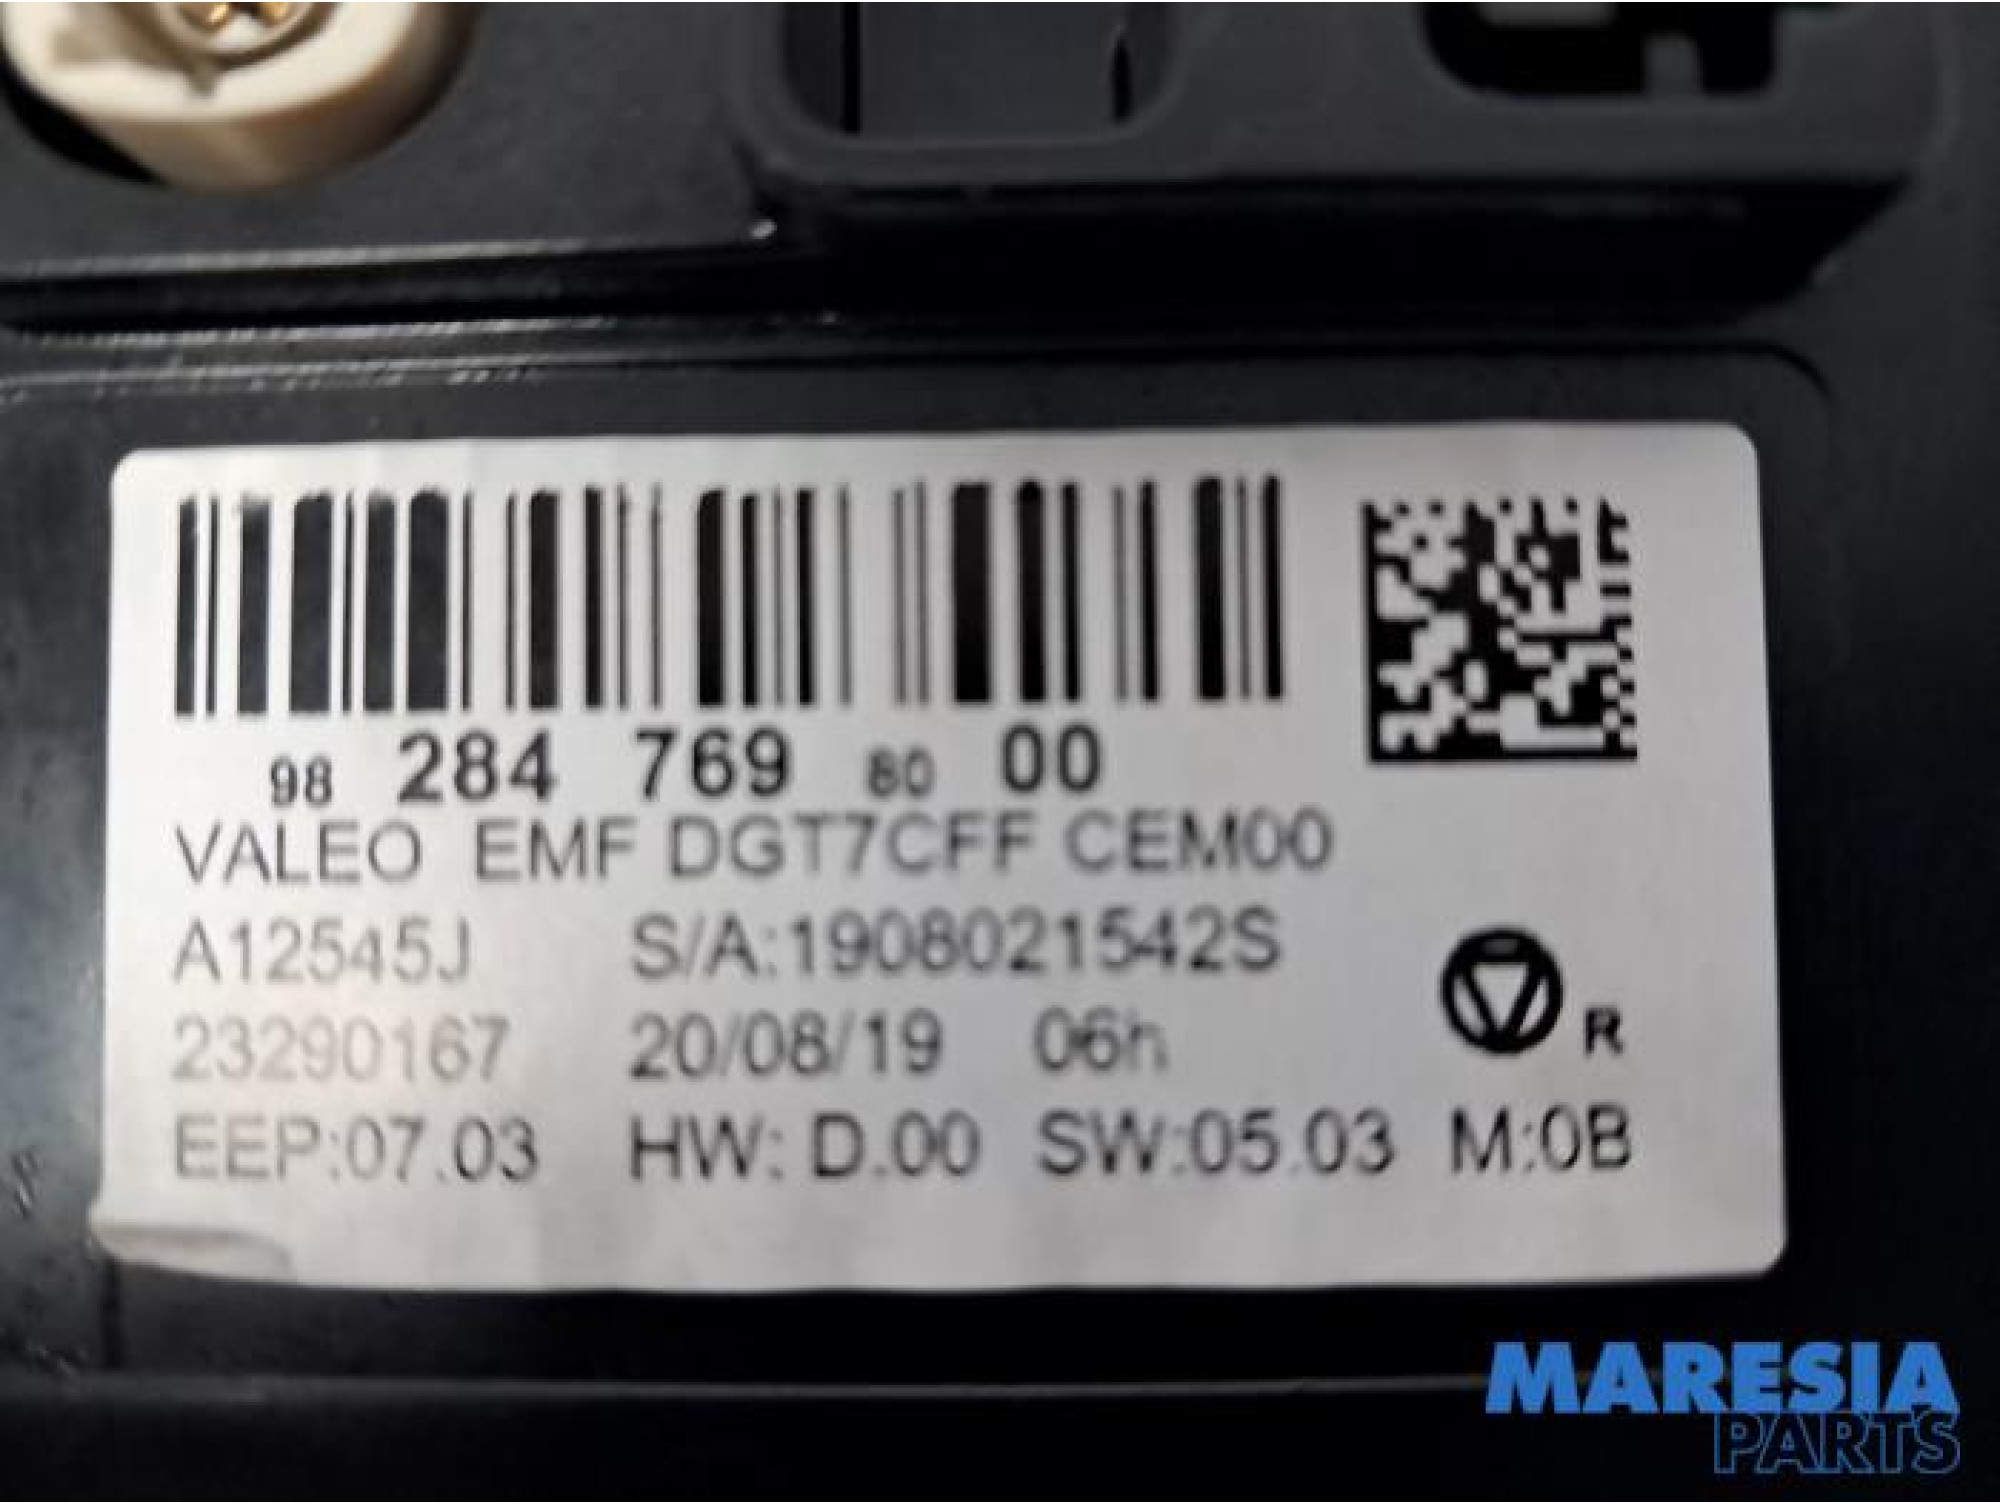 98 284 769 80 00
VALEO EMF DGT7CFF CEM00
A12545J S/A:1908021542S
23290167 20/08/19 06h
R
EEP:07.03 HW: D.00 SW:05.03 M:0B
MARESIA
PARTS